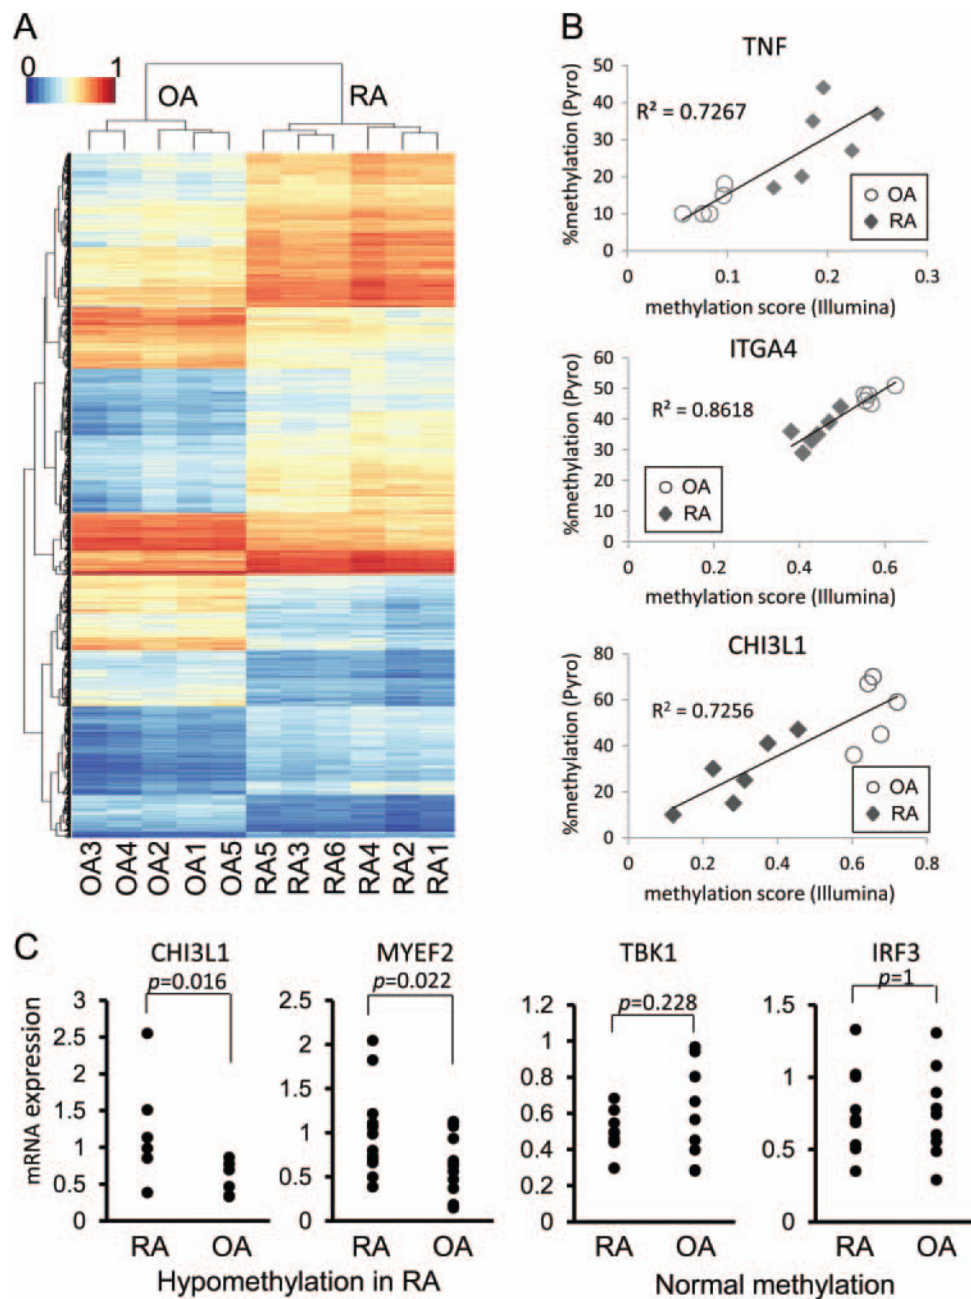 A
0 1
OA
RA
OA3
OA4
OA2
OA1
OA5
RA5
RA3
RA6
RA4
RA2
RA1
B
TNF
50
40
30
20
10
0
%methylation (Pyro)
R² = 0.7267
OA
RA
0 0.1 0.2 0.3
methylation score (Illumina)
ITGA4
60
50
40
30
20
10
0
%methylation (Pyro)
R² = 0.8618
OA
RA
0 0.2 0.4 0.6
methylation score (Illumina)
CHI3L1
80
60
40
20
0
%methylation (Pyro)
R² = 0.7256
OA
RA
0 0.2 0.4 0.6 0.8
methylation score (Illumina)
C
mRNA expression
CHI3L1
p=0.016
3
2.5
2
1.5
1
0.5
0
RA OA
MYEF2
p=0.022
2.5
2
1.5
1
0.5
0
RA OA
Hypomethylation in RA
TBK1
p=0.228
1.2
1
0.8
0.6
0.4
0.2
0
RA OA
IRF3
p=1
1.5
1
0.5
0
RA OA
Normal methylation